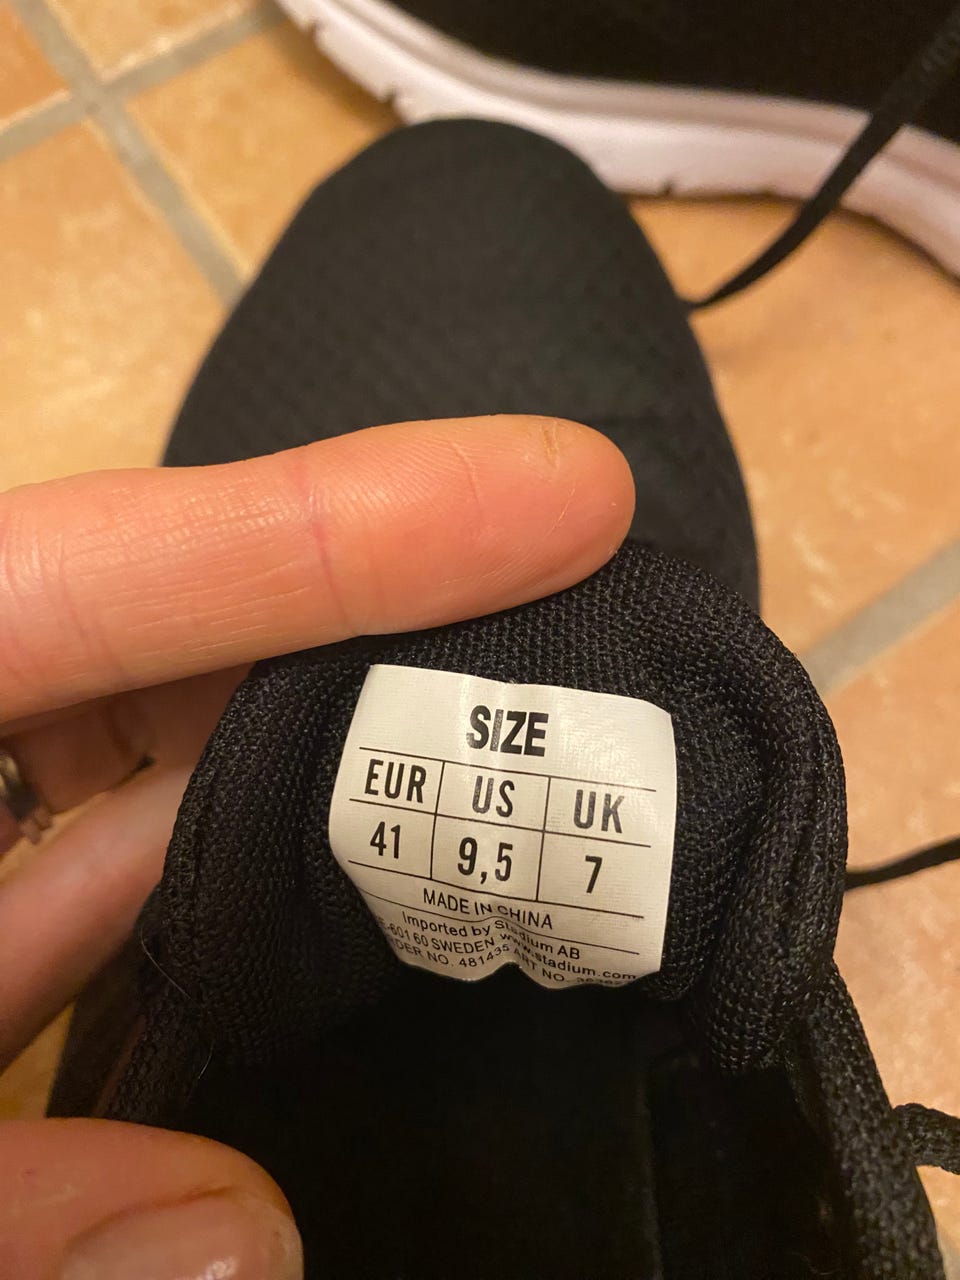 SIZE
EUR US UK
41 9,5 7
MADE IN CHINA
Imported by Stadium AB
-601 60 SWEDEN www.stadium.com
DER NO. 481435 ART NO.